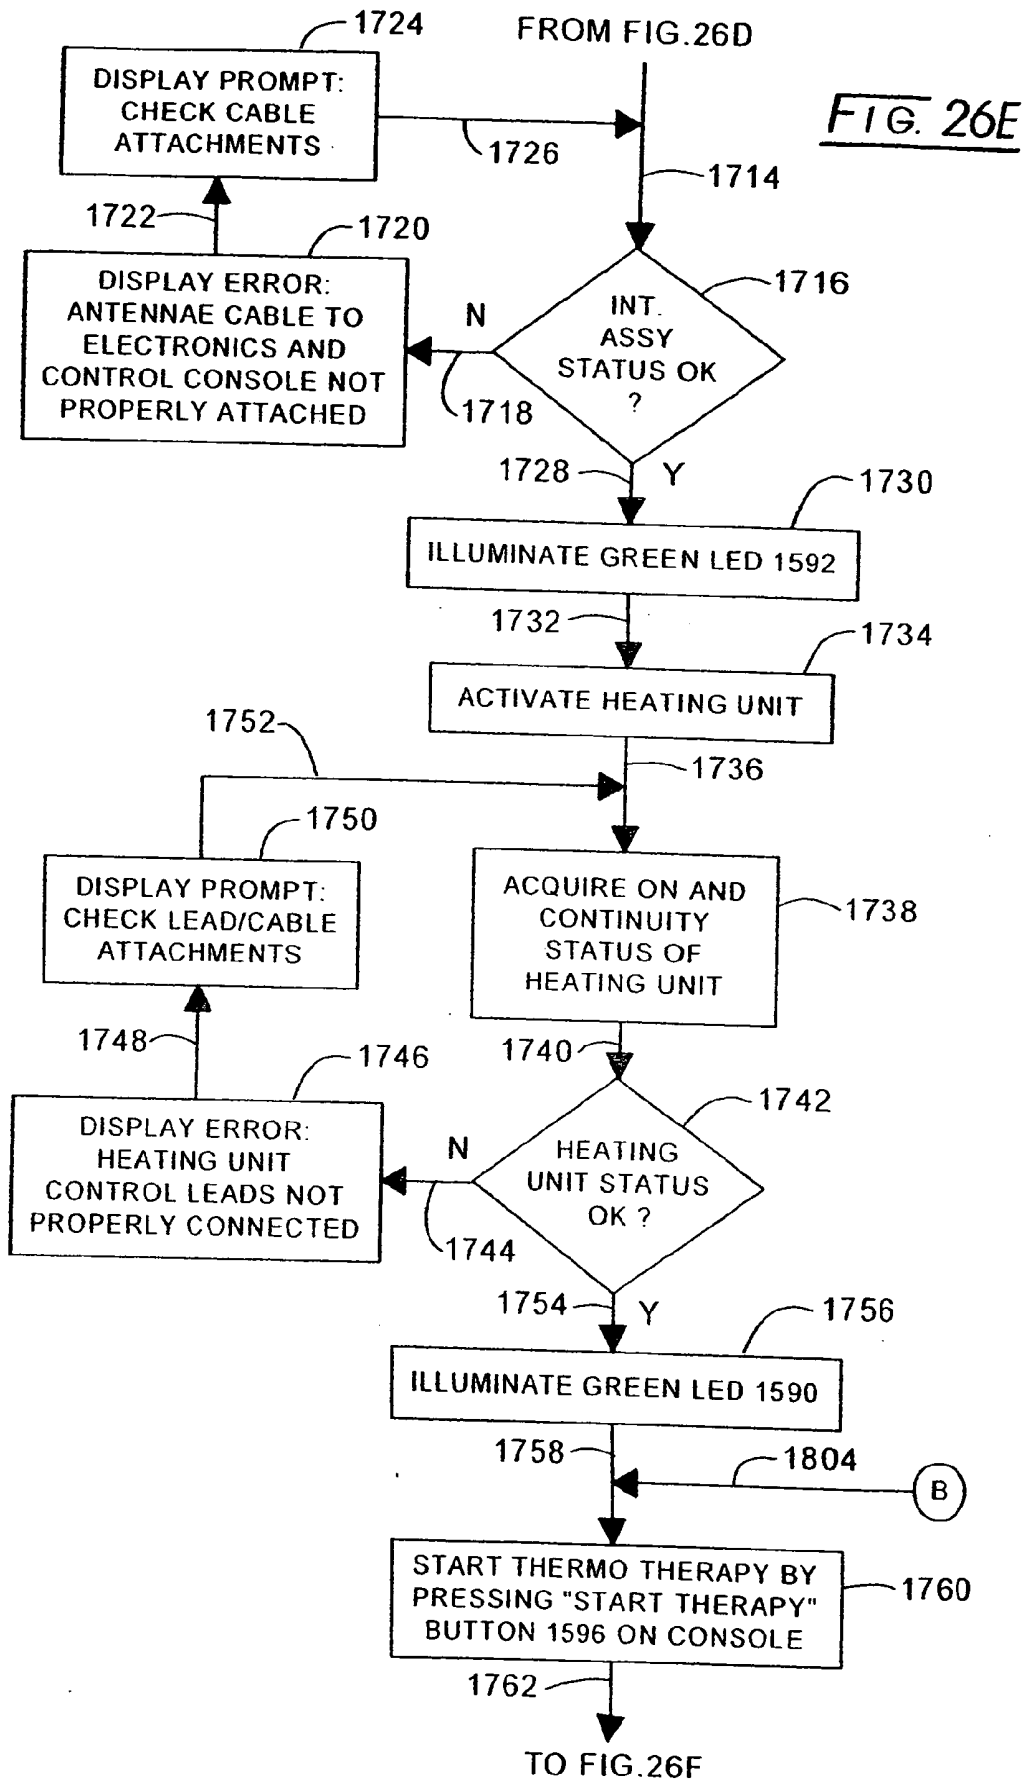 1724
FROM FIG.26D
FIG. 26E
DISPLAY PROMPT:
CHECK CABLE
ATTACHMENTS
1726
1714
1722
1720
1716
DISPLAY ERROR:
ANTENNAE CABLE TO
ELECTRONICS AND
CONTROL CONSOLE NOT
PROPERLY ATTACHED
N
1718
INT.
ASSY
STATUS OK
?
1728
Y
1730
ILLUMINATE GREEN LED 1592
1732
1734
ACTIVATE HEATING UNIT
1752
1736
1750
DISPLAY PROMPT:
CHECK LEAD/CABLE
ATTACHMENTS
ACQUIRE ON AND
CONTINUITY
STATUS OF
HEATING UNIT
1738
1748
1746
1740
1742
DISPLAY ERROR:
HEATING UNIT
CONTROL LEADS NOT
PROPERLY CONNECTED
N
1744
HEATING
UNIT STATUS
OK ?
1754
Y
1756
ILLUMINATE GREEN LED 1590
1758
1804
B
START THERMO THERAPY BY
PRESSING "START THERAPY"
BUTTON 1596 ON CONSOLE
1760
1762
TO FIG.26F